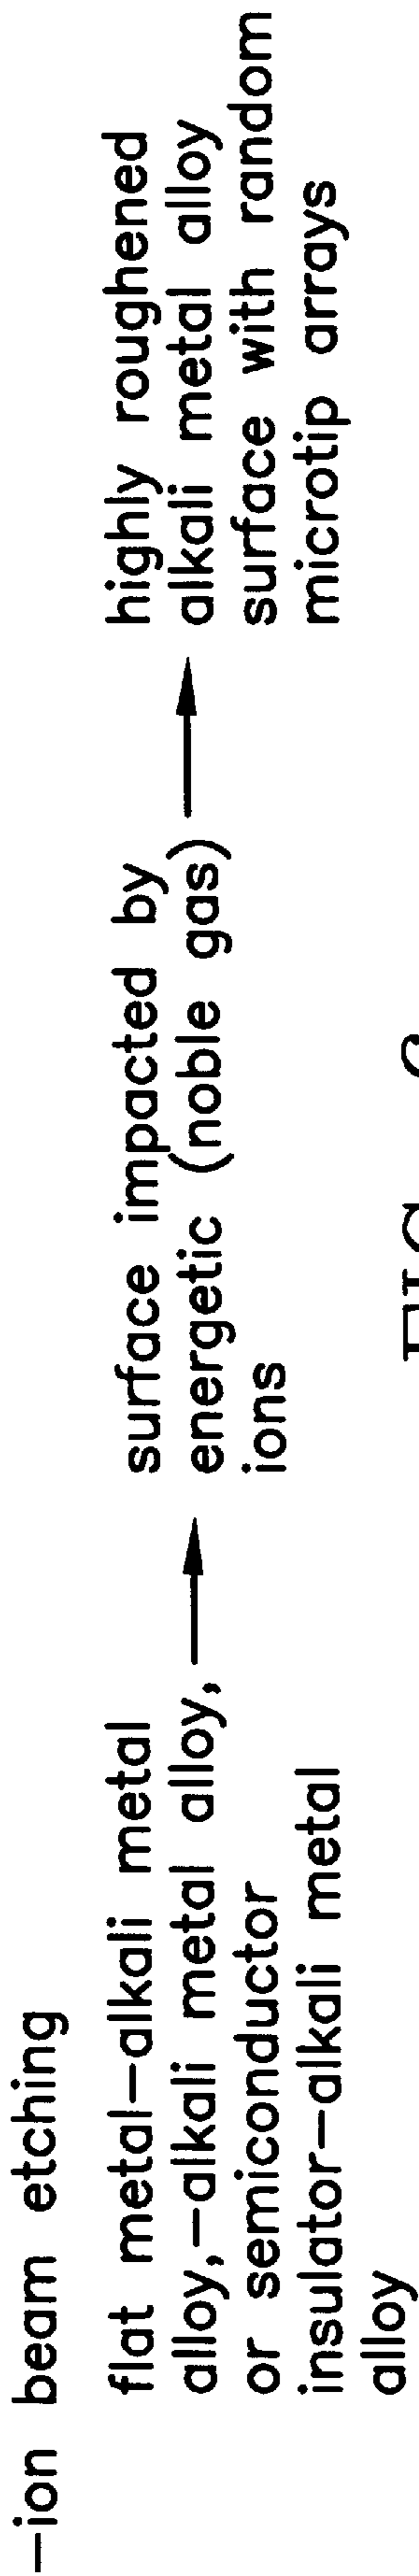 –ion beam etching
flat metal–alkali metal
alloy,–alkali metal alloy,
or semiconductor
insulator–alkali metal
alloy
surface impacted by
energetic (noble gas)
ions
highly roughened
alkali metal alloy
surface with random
microtip arrays
FIG